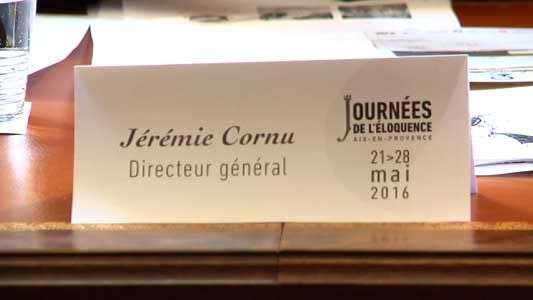 Jérémie Cornu
Directeur général
JOURNÉES
DE L'ÉLOQUENCE
AIX-EN-PROVENCE
21>28
mai
2016